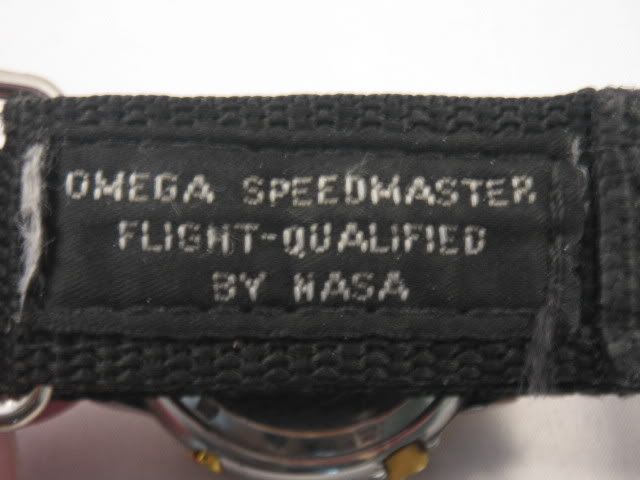 OMEGA SPEEDMASTER
FLIGHT-QUALIFIED
BY NASA